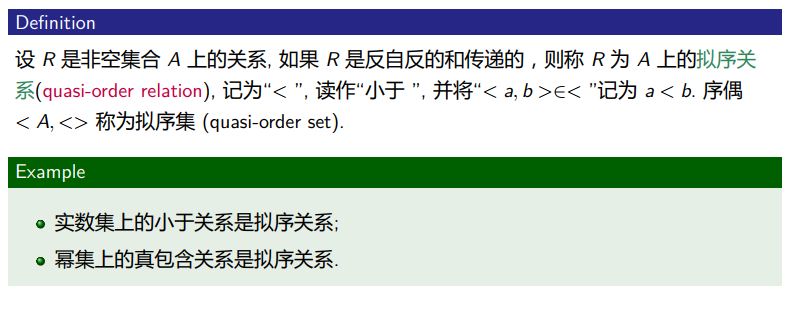 Definition
设 R 是非空集合 A 上的关系, 如果 R 是反自反的和传递的，则称 R 为 A 上的拟序关
系(quasi-order relation), 记为“< ”, 读作“小于 ”, 并将“< a, b >∈< ”记为 a < b. 序偶
< A, <> 称为拟序集 (quasi-order set).
Example
实数集上的小于关系是拟序关系;
幂集上的真包含关系是拟序关系.